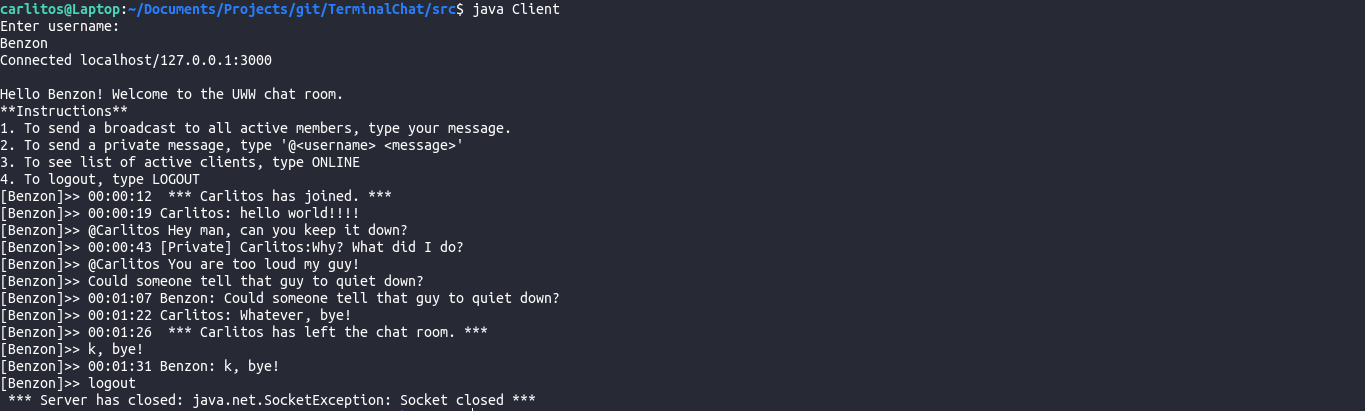 carlitos@Laptop:~/Documents/Projects/git/TerminalChat/src$ java Client
Enter username:
Benzon
Connected localhost/127.0.0.1:3000
Hello Benzon! Welcome to the UWW chat room.
**Instructions**
1. To send a broadcast to all active members, type your message.
2. To send a private message, type '@<username> <message>'
3. To see list of active clients, type ONLINE
4. To logout, type LOGOUT
[Benzon]>> 00:00:12  *** Carlitos has joined. ***
[Benzon]>> 00:00:19 Carlitos: hello world!!!!
[Benzon]>> @Carlitos Hey man, can you keep it down?
[Benzon]>> 00:00:43 [Private] Carlitos:Why? What did I do?
[Benzon]>> @Carlitos You are too loud my guy!
[Benzon]>> Could someone tell that guy to quiet down?
[Benzon]>> 00:01:07 Benzon: Could someone tell that guy to quiet down?
[Benzon]>> 00:01:22 Carlitos: Whatever, bye!
[Benzon]>> 00:01:26  *** Carlitos has left the chat room. ***
[Benzon]>> k, bye!
[Benzon]>> 00:01:31 Benzon: k, bye!
[Benzon]>> logout
 *** Server has closed: java.net.SocketException: Socket closed ***